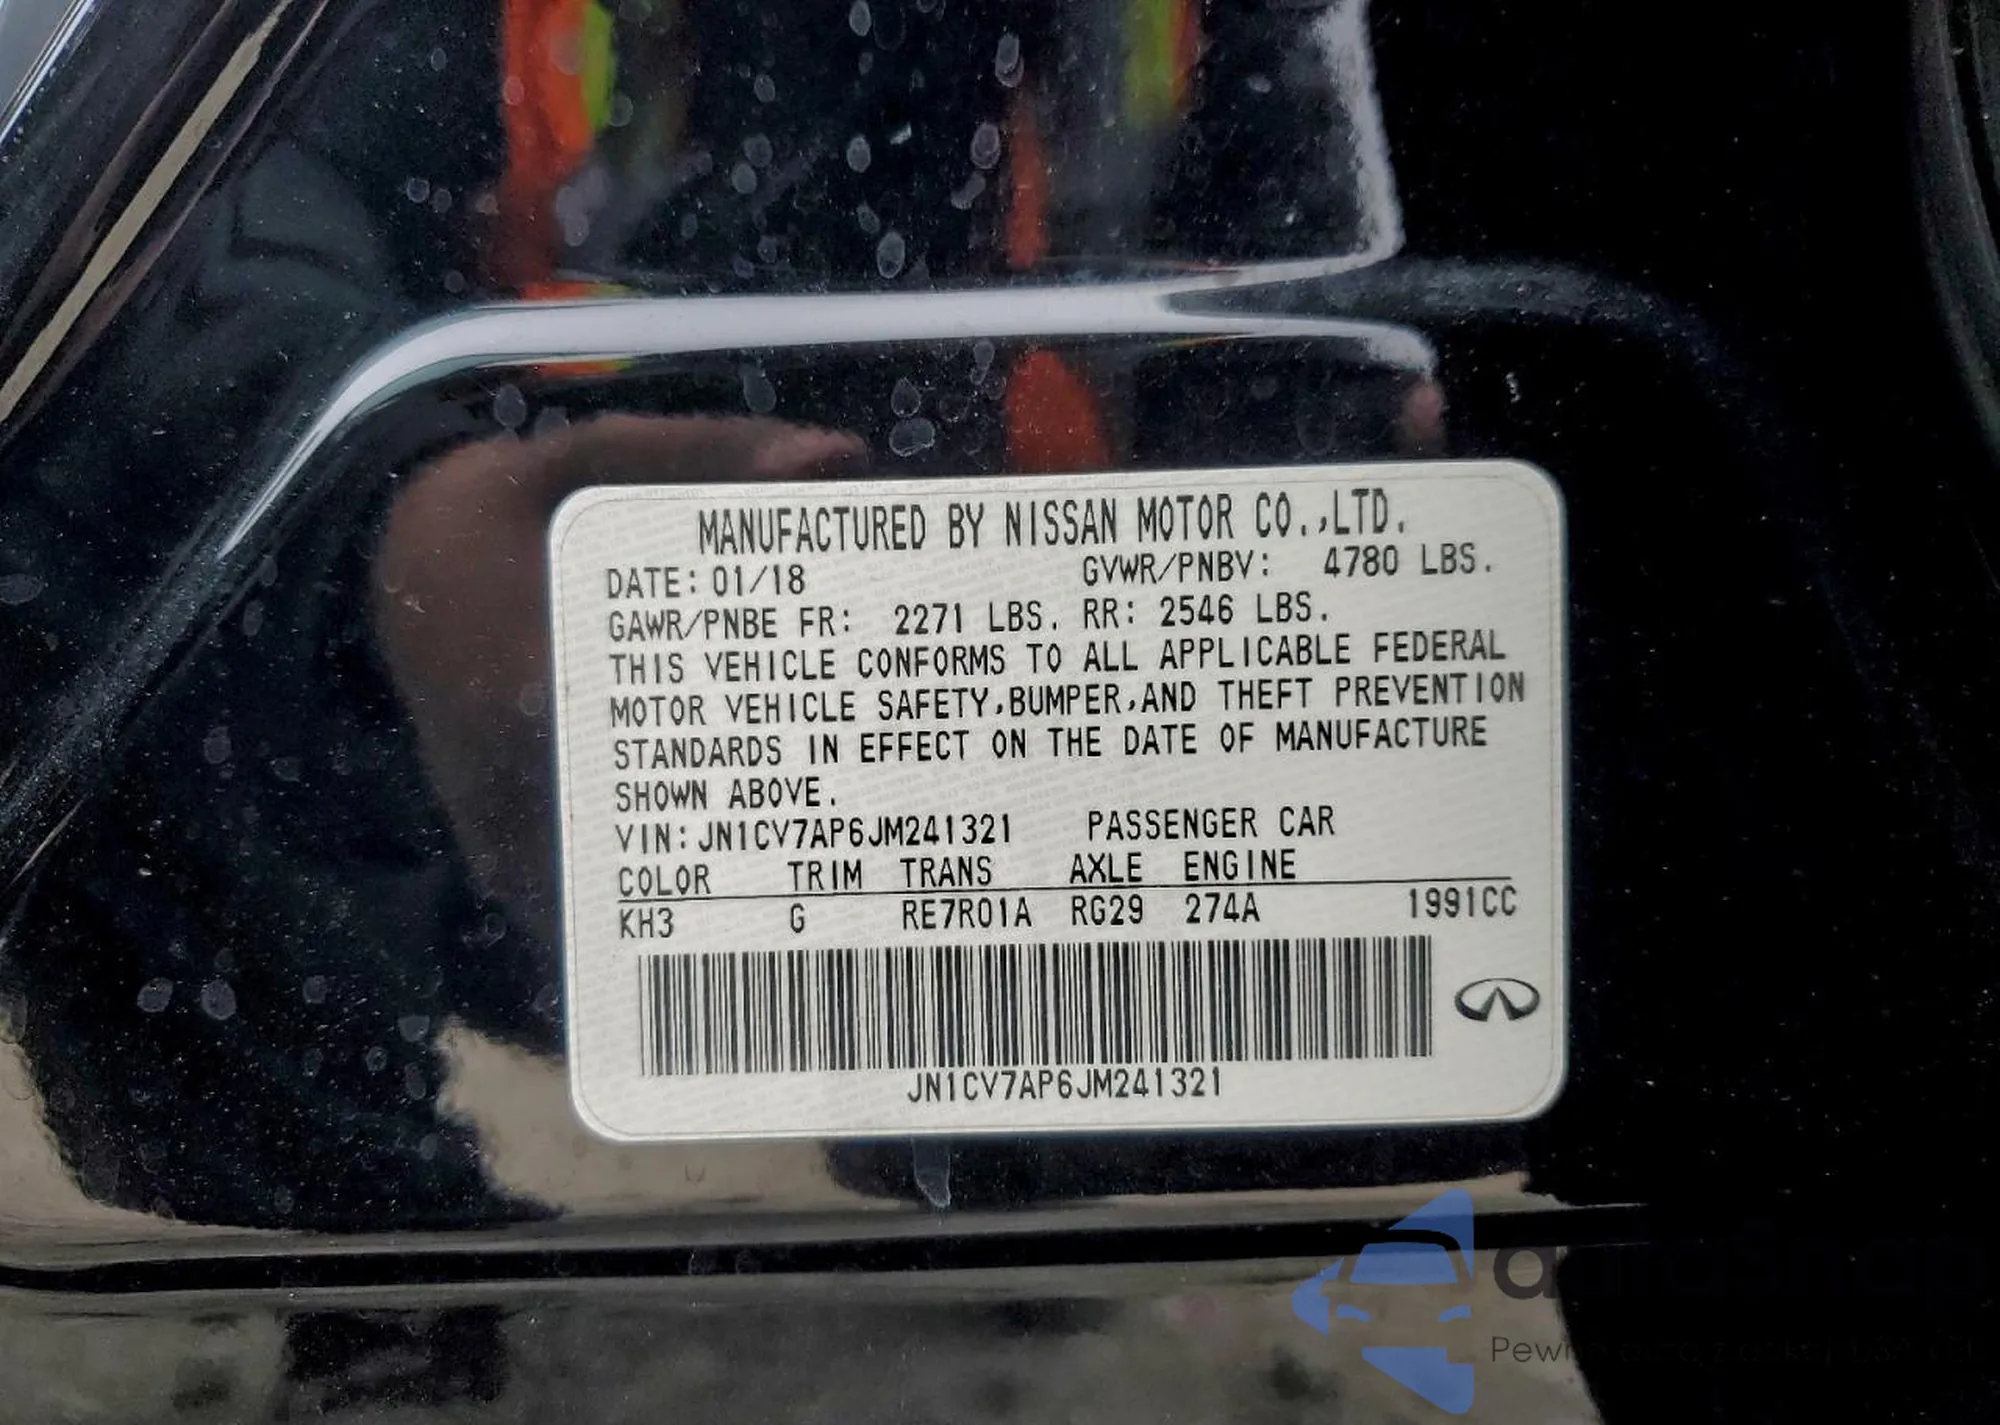 MANUFACTURED BY NISSAN MOTOR CO.,LTD.
DATE: 01/18 GVWR/PNBV: 4780 LBS.
GAWR/PNBE FR: 2271 LBS. RR: 2546 LBS.
THIS VEHICLE CONFORMS TO ALL APPLICABLE FEDERAL
MOTOR VEHICLE SAFETY,BUMPER,AND THEFT PREVENTION
STANDARDS IN EFFECT ON THE DATE OF MANUFACTURE
SHOWN ABOVE.
VIN:JN1CV7AP6JM241321 PASSENGER CAR
COLOR TRIM TRANS AXLE ENGINE
KH3 G RE7R01A RG29 274A 1991CC
JN1CV7AP6JM241321